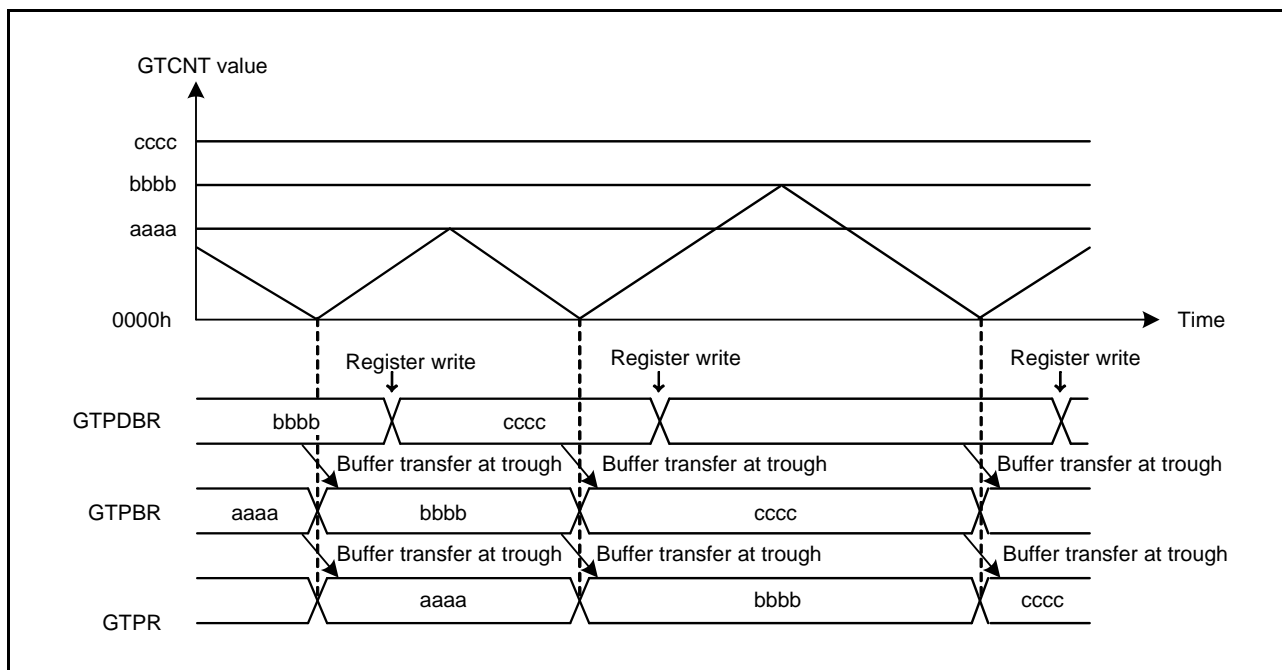 GTCNT value
cccc
bbbb
aaaa
0000h
Time
Register write
Register write
Register write
GTPDBR
bbbb
cccc
Buffer transfer at trough
Buffer transfer at trough
Buffer transfer at trough
GTPBR
aaaa
bbbb
cccc
Buffer transfer at trough
Buffer transfer at trough
Buffer transfer at trough
GTPR
aaaa
bbbb
cccc